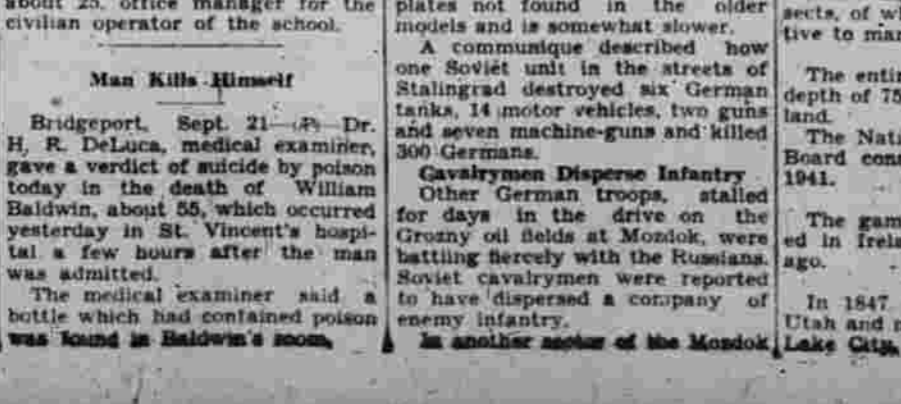 about 25, office manager for the
civilian operator of the school.
Man Kills Himself
Bridgeport, Sept. 21—(AP)—Dr.
H. R. DeLuca, medical examiner,
gave a verdict of suicide by poison
today in the death of William
Baldwin, about 55, which occurred
yesterday in St. Vincent's hospi-
tal a few hours after the man
was admitted.
The medical examiner said a
bottle which had contained poison
was found in Baldwin's room.
plates not found in the older
models and is somewhat slower.
A communique described how
one Soviet unit in the streets of
Stalingrad destroyed six German
tanks, 14 motor vehicles, two guns
and seven machine-guns and killed
300 Germans.
Cavalrymen Disperse Infantry
Other German troops, stalled
for days in the drive on the
Grozny oil fields at Mozdok, were
battling fiercely with the Russians.
Soviet cavalrymen were reported
to have dispersed a company of
enemy infantry.
In another sector of the Mozdok
sects, of
tive to
The
depth of 75
land.
The
Board
1941.
The
ed in
ago.
In 1847
Utah and
Lake City,